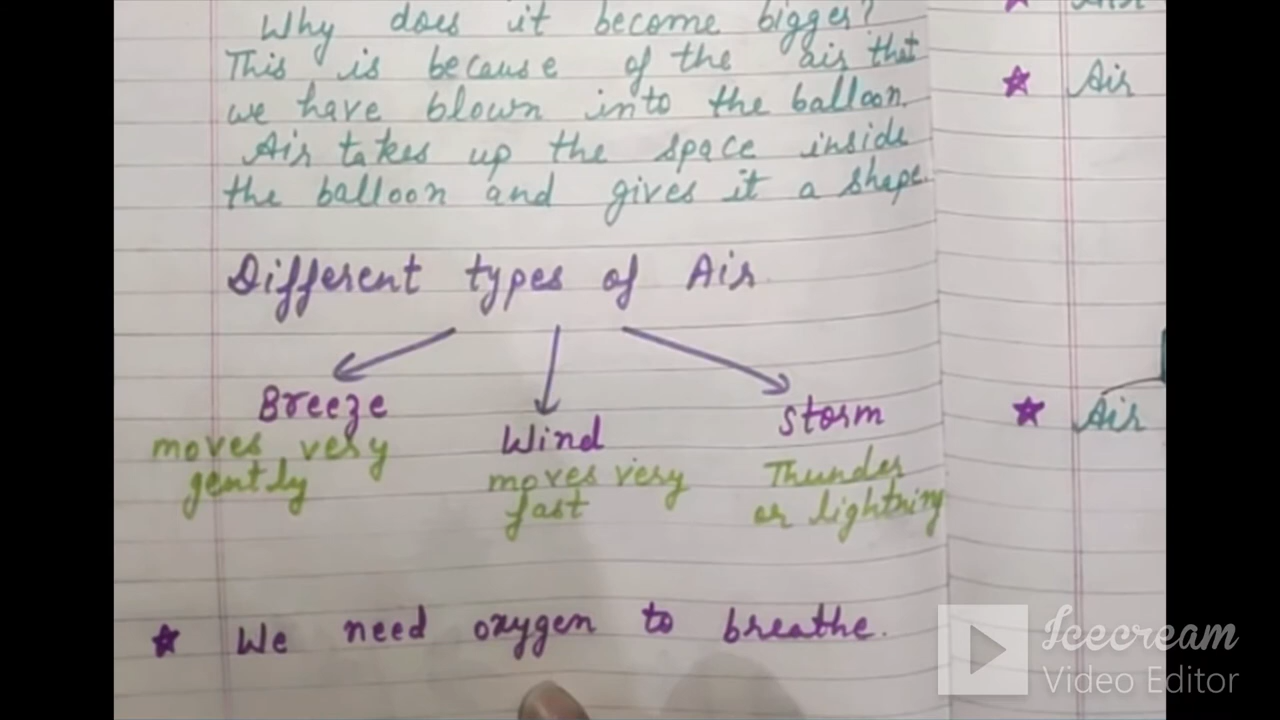 Why does it become bigger?
This is because of the air that
we have blown into the balloon.
Air takes up the space inside
the balloon and gives it a shape.
Different types of Air
Breeze
moves very
gently
Wind
moves very
fast
Storm
Thunder
or lightning
★ We need oxygen to breathe.
★ Air
★ Air
Icecream
Video Editor